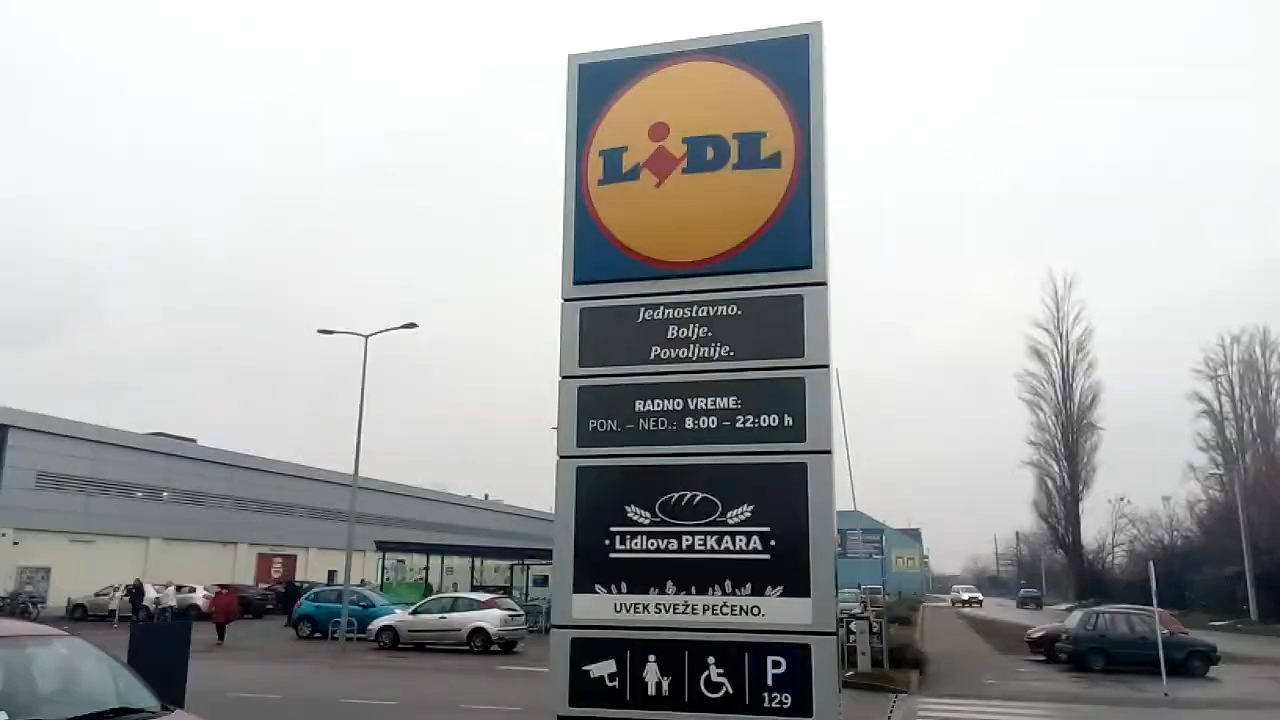 LIDL
Jednostavno.
Bolje.
Povoljnije.
RADNO VREME:
PON. – NED.: 8:00 – 22:00 h
Lidlova PEKARA
UVEK SVEŽE PEČENO.
P
129